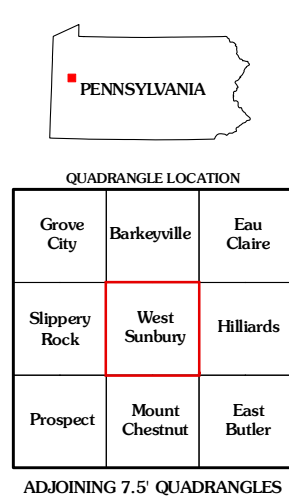 PENNSYLVANIA
QUADRANGLE LOCATION
Grove
City
Barkeyville
Eau
Claire
Slippery
Rock
West
Sunbury
Hilliards
Prospect
Mount
Chestnut
East
Butler
ADJOINING 7.5' QUADRANGLES